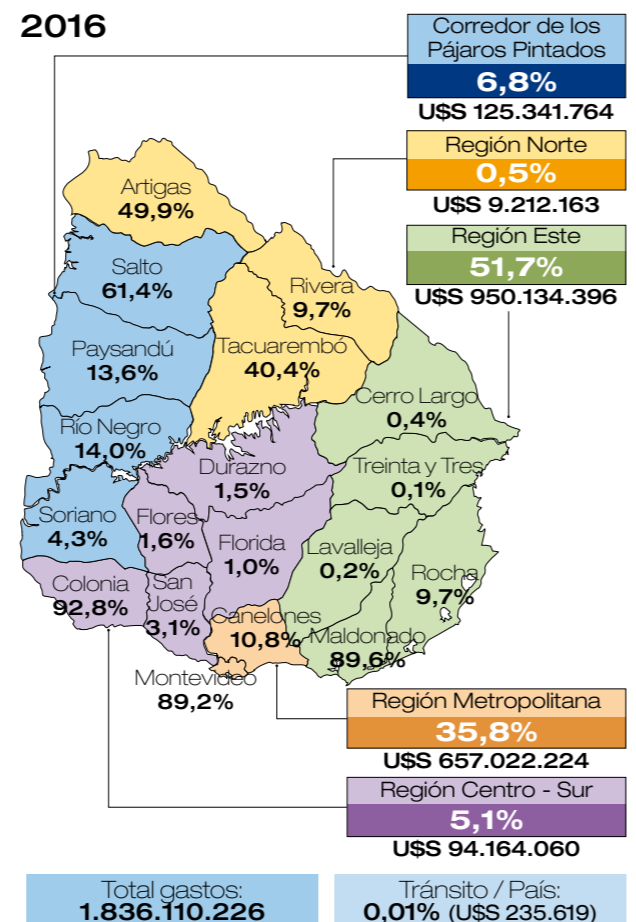 2016
Corredor de los
Pájaros Pintados
6,8%
U$S 125.341.764
Región Norte
0,5%
U$S 9.212.163
Región Este
51,7%
U$S 950.134.396
Artigas
49,9%
Salto
61,4%
Rivera
9,7%
Paysandú
13,6%
Tacuarembó
40,4%
Cerro Largo
0,4%
Río Negro
14,0%
Durazno
1,5%
Treinta y Tres
0,1%
Soriano
4,3%
Flores
1,6%
Florida
1,0%
Lavalleja
0,2%
Rocha
9,7%
Colonia
92,8%
San
José
3,1%
Canelones
10,8%
Maldonado
89,6%
Montevideo
89,2%
Región Metropolitana
35,8%
U$S 657.022.224
Región Centro - Sur
5,1%
U$S 94.164.060
Total gastos:
1.836.110.226
Tránsito / País:
0,01% (U$S 235.619)